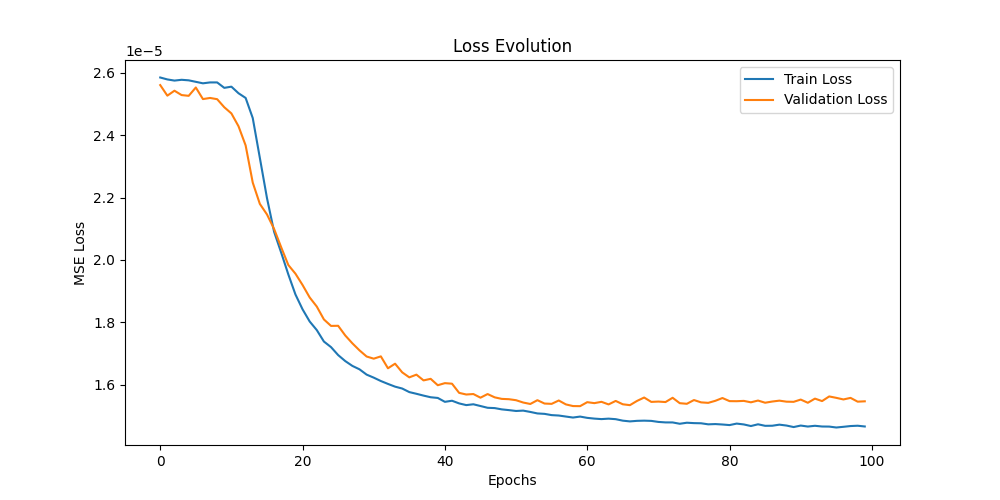 Loss Evolution
1e−5
Train Loss
Validation Loss
2.6
2.4
2.2
2.0
1.8
1.6
MSE Loss
0 20 40 60 80 100
Epochs